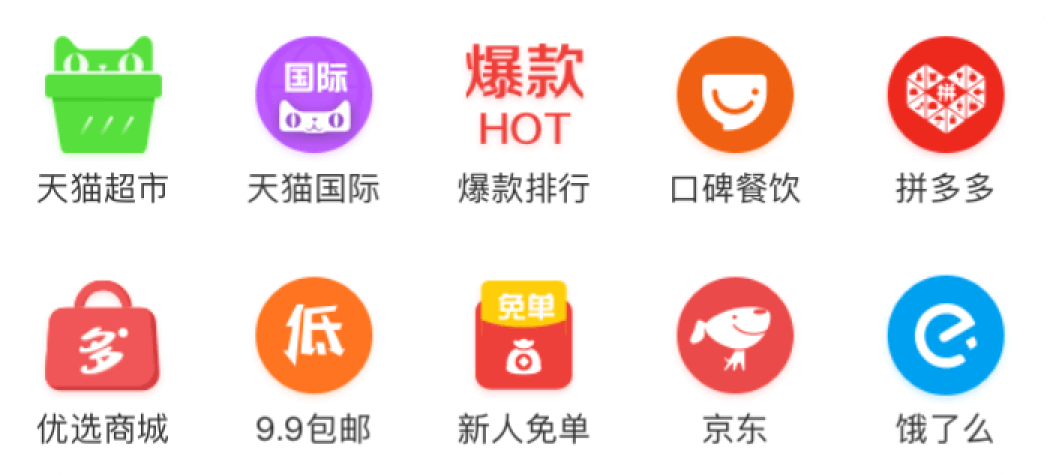 国际
爆款
HOT
拼
天猫超市
天猫国际
爆款排行
口碑餐饮
拼多多
多
低
免单
优选商城
9.9包邮
新人免单
京东
饿了么